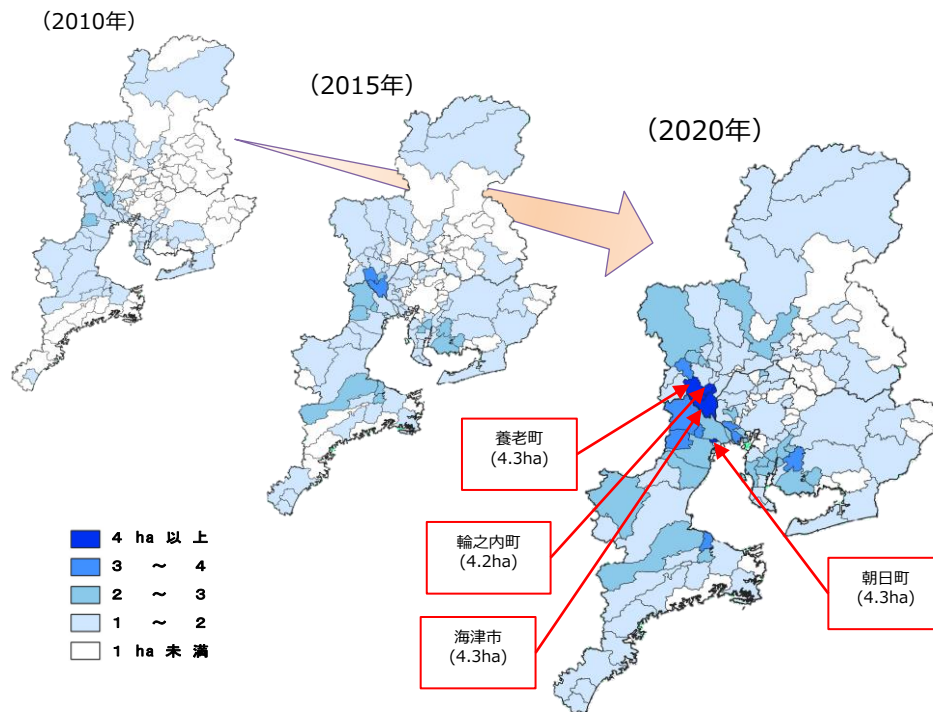 (2010年)
(2015年)
(2020年)
養老町
(4.3ha)
輪之内町
(4.2ha)
海津市
(4.3ha)
朝日町
(4.3ha)
4 ha 以上
3 ～ 4
2 ～ 3
1 ～ 2
1 ha 未満